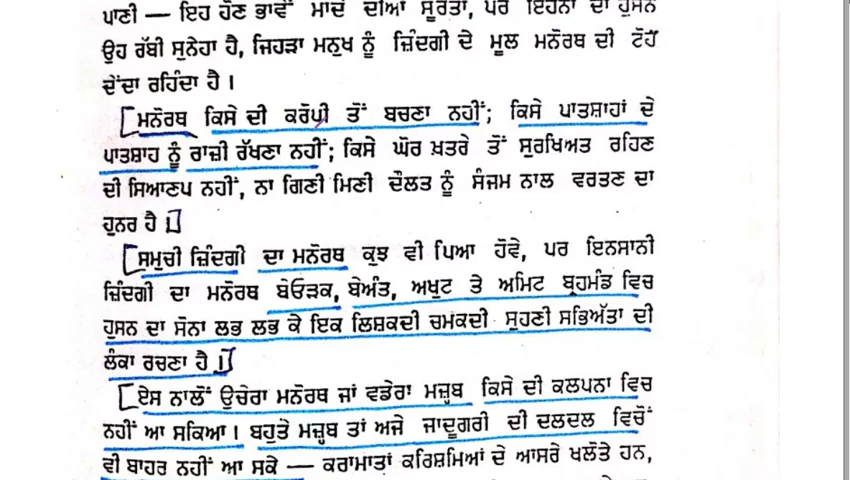 ਪਾਣੀ — ਇਹ ਹੋਣ ਭਾਵੇਂ ਮਾਦੇ ਦੀਆਂ ਸੂਰਤਾਂ, ਪਰ ਇਹਨਾਂ ਦਾ ਹੁਸਨ
ਉਹ ਰੱਬੀ ਸੁਨੇਹਾ ਹੈ, ਜਿਹੜਾ ਮਨੁਖ ਨੂੰ ਜ਼ਿੰਦਗੀ ਦੇ ਮੂਲ ਮਨੋਰਥ ਦੀ ਟੋਹ
ਦੇਂਦਾ ਰਹਿੰਦਾ ਹੈ ।
[ਮਨੋਰਥ ਕਿਸੇ ਦੀ ਕਰੋਪੀ ਤੋਂ ਬਚਣਾ ਨਹੀਂ; ਕਿਸੇ ਪਾਤਸ਼ਾਹਾਂ ਦੇ
ਪਾਤਸ਼ਾਹ ਨੂੰ ਰਾਜ਼ੀ ਰੱਖਣਾ ਨਹੀਂ; ਕਿਸੇ ਘੋਰ ਖ਼ਤਰੇ ਤੋਂ ਸੁਰਖਿਅਤ ਰਹਿਣ
ਦੀ ਸਿਆਣਪ ਨਹੀਂ, ਨਾ ਗਿਣੀ ਮਿਣੀ ਦੌਲਤ ਨੂੰ ਸੰਜਮ ਨਾਲ ਵਰਤਣ ਦਾ
ਹੁਨਰ ਹੈ ।]
[ਸਮੁਚੀ ਜ਼ਿੰਦਗੀ ਦਾ ਮਨੋਰਥ ਕੁਝ ਵੀ ਪਿਆ ਹੋਵੇ, ਪਰ ਇਨਸਾਨੀ
ਜ਼ਿੰਦਗੀ ਦਾ ਮਨੋਰਥ ਬੇਓੜਕ, ਬੇਅੰਤ, ਅਖੁਟ ਤੇ ਅਮਿਟ ਬ੍ਰਹਮੰਡ ਵਿਚ
ਹੁਸਨ ਦਾ ਸੋਨਾ ਲਭ ਲਭ ਕੇ ਇਕ ਲਿਸ਼ਕਦੀ ਚਮਕਦੀ ਸੁਹਣੀ ਸਭਿਅੱਤਾ ਦੀ
ਲੰਕਾ ਰਚਣਾ ਹੈ ।]
[ਏਸ ਨਾਲੋਂ ਉਚੇਰਾ ਮਨੋਰਥ ਜਾਂ ਵਡੇਰਾ ਮਜ਼੍ਹਬ ਕਿਸੇ ਦੀ ਕਲਪਨਾ ਵਿਚ
ਨਹੀਂ ਆ ਸਕਿਆ । ਬਹੁਤੇ ਮਜ਼੍ਹਬ ਤਾਂ ਅਜੇ ਜਾਦੂਗਰੀ ਦੀ ਦਲਦਲ ਵਿਚੋਂ
ਵੀ ਬਾਹਰ ਨਹੀਂ ਆ ਸਕੇ — ਕਰਾਮਾਤਾਂ ਕਰਿਸ਼ਮਿਆਂ ਦੇ ਆਸਰੇ ਖਲੋਤੇ ਹਨ,